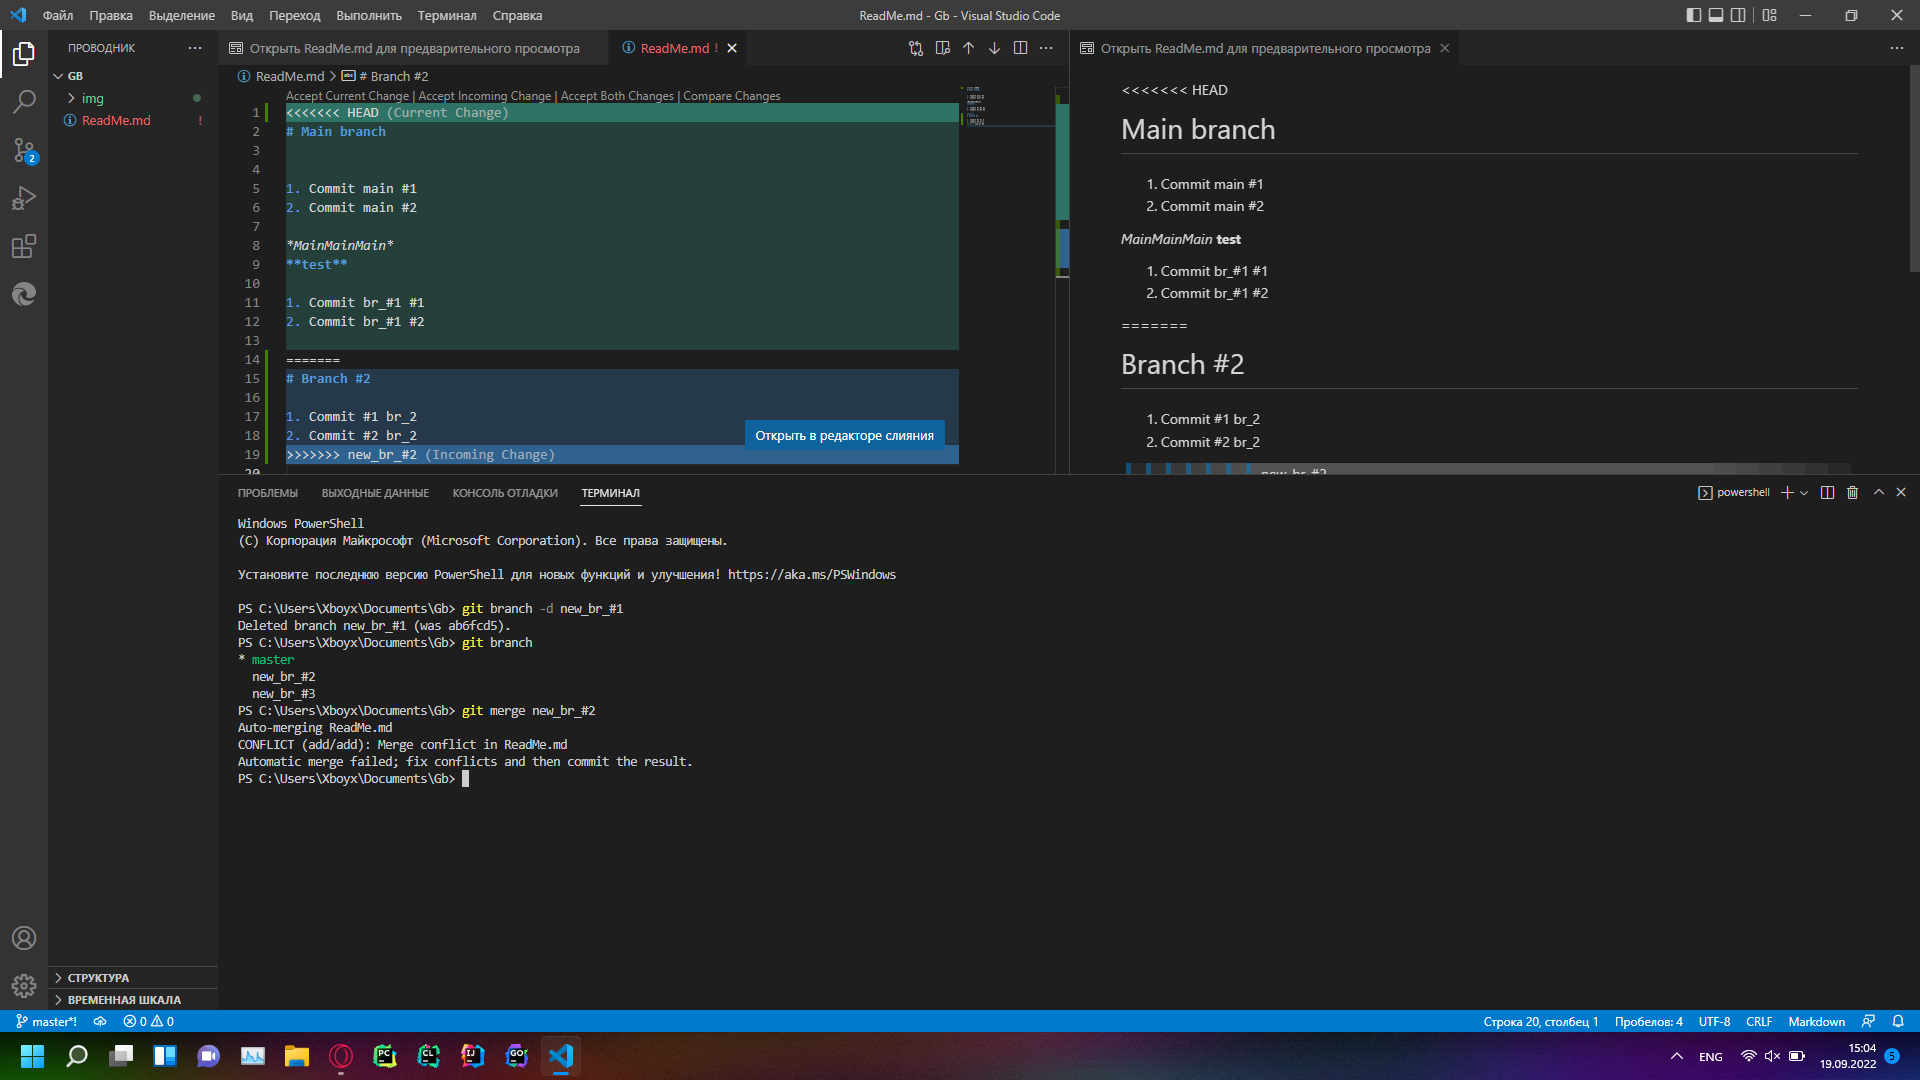 Файл Правка Выделение Вид Переход Выполнить Терминал Справка
ReadMe.md - Gb - Visual Studio Code
ПРОВОДНИК
GB
img
ReadMe.md !
СТРУКТУРА
ВРЕМЕННАЯ ШКАЛА
2
Открыть ReadMe.md для предварительного просмотра
ReadMe.md !
ReadMe.md > # Branch #2
Accept Current Change | Accept Incoming Change | Accept Both Changes | Compare Changes
1 <<<<<<< HEAD (Current Change)
2 # Main branch
3
4
5 1. Commit main #1
6 2. Commit main #2
7
8 *MainMainMain*
9 **test**
10
11 1. Commit br_#1 #1
12 2. Commit br_#1 #2
13
14 =======
15 # Branch #2
16
17 1. Commit #1 br_2
18 2. Commit #2 br_2
19 >>>>>>> new_br_#2 (Incoming Change)
20
Открыть в редакторе слияния
Открыть ReadMe.md для предварительного просмотра
<<<<<<< HEAD
Main branch
1. Commit main #1
2. Commit main #2
MainMainMain test
1. Commit br_#1 #1
2. Commit br_#1 #2
=======
Branch #2
1. Commit #1 br_2
2. Commit #2 br_2
new_br_#2
ПРОБЛЕМЫ ВЫХОДНЫЕ ДАННЫЕ КОНСОЛЬ ОТЛАДКИ ТЕРМИНАЛ
powershell
Windows PowerShell
(C) Корпорация Майкрософт (Microsoft Corporation). Все права защищены.
Установите последнюю версию PowerShell для новых функций и улучшения! https://aka.ms/PSWindows
PS C:\Users\Xboyx\Documents\Gb> git branch -d new_br_#1
Deleted branch new_br_#1 (was ab6fcd5).
PS C:\Users\Xboyx\Documents\Gb> git branch
* master
new_br_#2
new_br_#3
PS C:\Users\Xboyx\Documents\Gb> git merge new_br_#2
Auto-merging ReadMe.md
CONFLICT (add/add): Merge conflict in ReadMe.md
Automatic merge failed; fix conflicts and then commit the result.
PS C:\Users\Xboyx\Documents\Gb>
master*! 0 0
Строка 20, столбец 1 Пробелов: 4 UTF-8 CRLF Markdown
PC CL IJ GO
ENG
15:04
19.09.2022
5